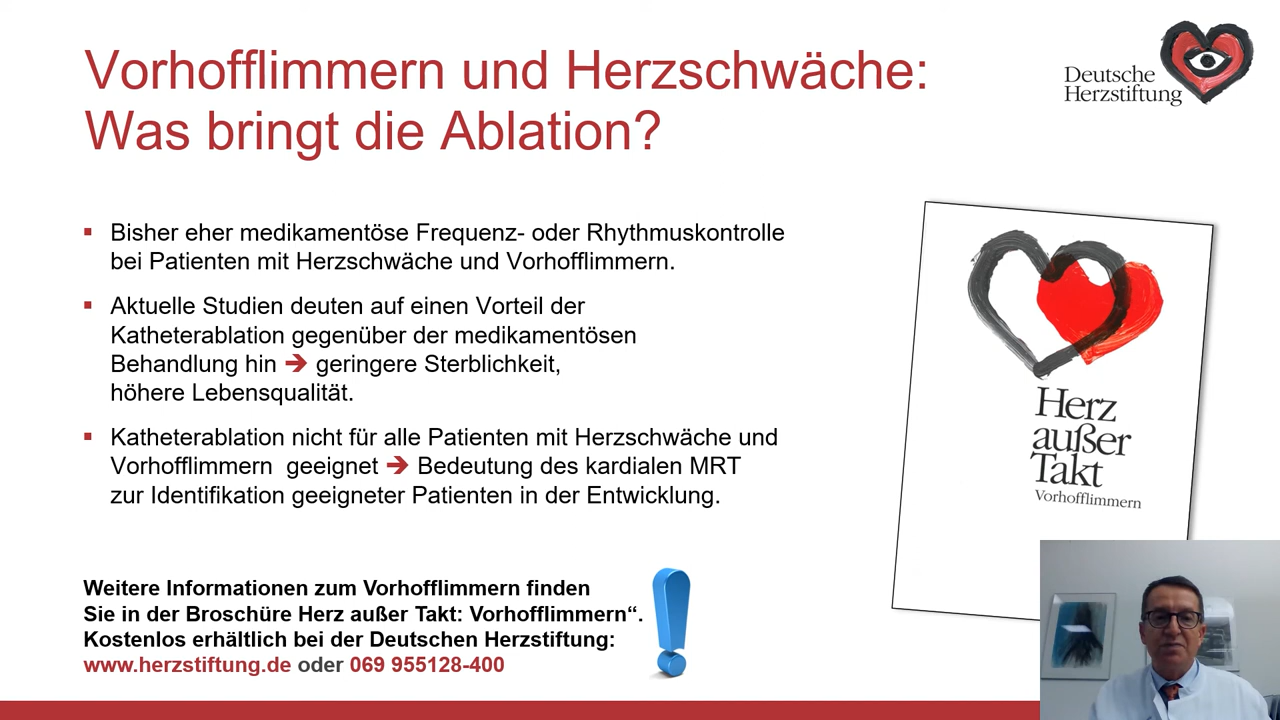 Vorhofflimmern und Herzschwäche:
Was bringt die Ablation?
Deutsche
Herzstiftung
▪ Bisher eher medikamentöse Frequenz- oder Rhythmuskontrolle
bei Patienten mit Herzschwäche und Vorhofflimmern.
▪ Aktuelle Studien deuten auf einen Vorteil der
Katheterablation gegenüber der medikamentösen
Behandlung hin ➔ geringere Sterblichkeit,
höhere Lebensqualität.
▪ Katheterablation nicht für alle Patienten mit Herzschwäche und
Vorhofflimmern geeignet ➔ Bedeutung des kardialen MRT
zur Identifikation geeigneter Patienten in der Entwicklung.
Herz
außer
Takt
Vorhofflimmern
Weitere Informationen zum Vorhofflimmern finden
Sie in der Broschüre Herz außer Takt: Vorhofflimmern“.
Kostenlos erhältlich bei der Deutschen Herzstiftung:
www.herzstiftung.de oder 069 955128-400